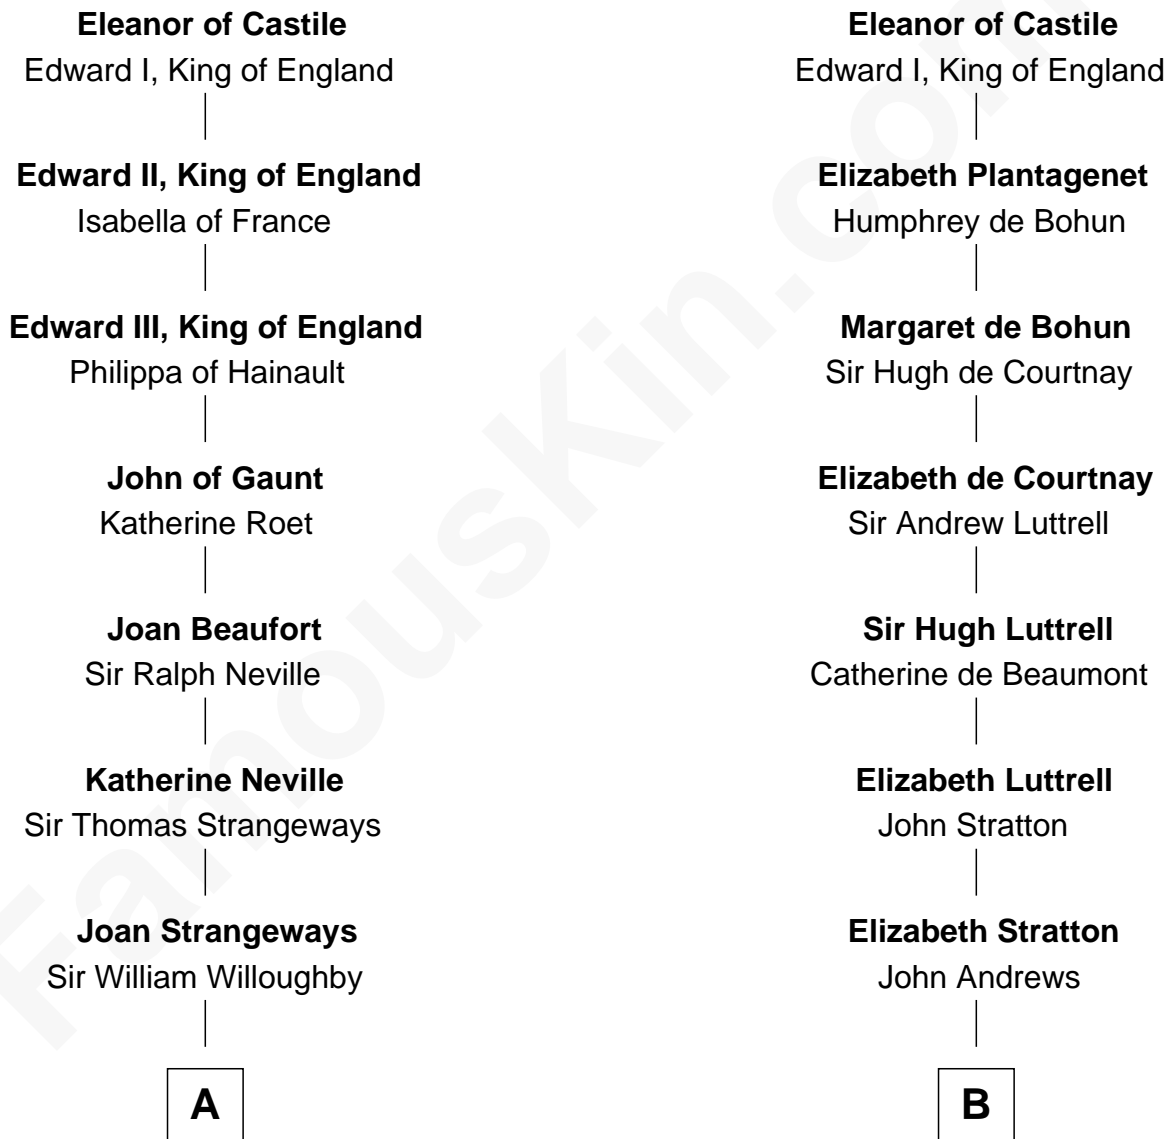 Eleanor of Castile
Edward I, King of England
Edward II, King of England
Isabella of France
Edward III, King of England
Philippa of Hainault
John of Gaunt
Katherine Roet
Joan Beaufort
Sir Ralph Neville
Katherine Neville
Sir Thomas Strangeways
Joan Strangeways
Sir William Willoughby
A
Eleanor of Castile
Edward I, King of England
Elizabeth Plantagenet
Humphrey de Bohun
Margaret de Bohun
Sir Hugh de Courtnay
Elizabeth de Courtnay
Sir Andrew Luttrell
Sir Hugh Luttrell
Catherine de Beaumont
Elizabeth Luttrell
John Stratton
Elizabeth Stratton
John Andrews
B
FamousKin.com